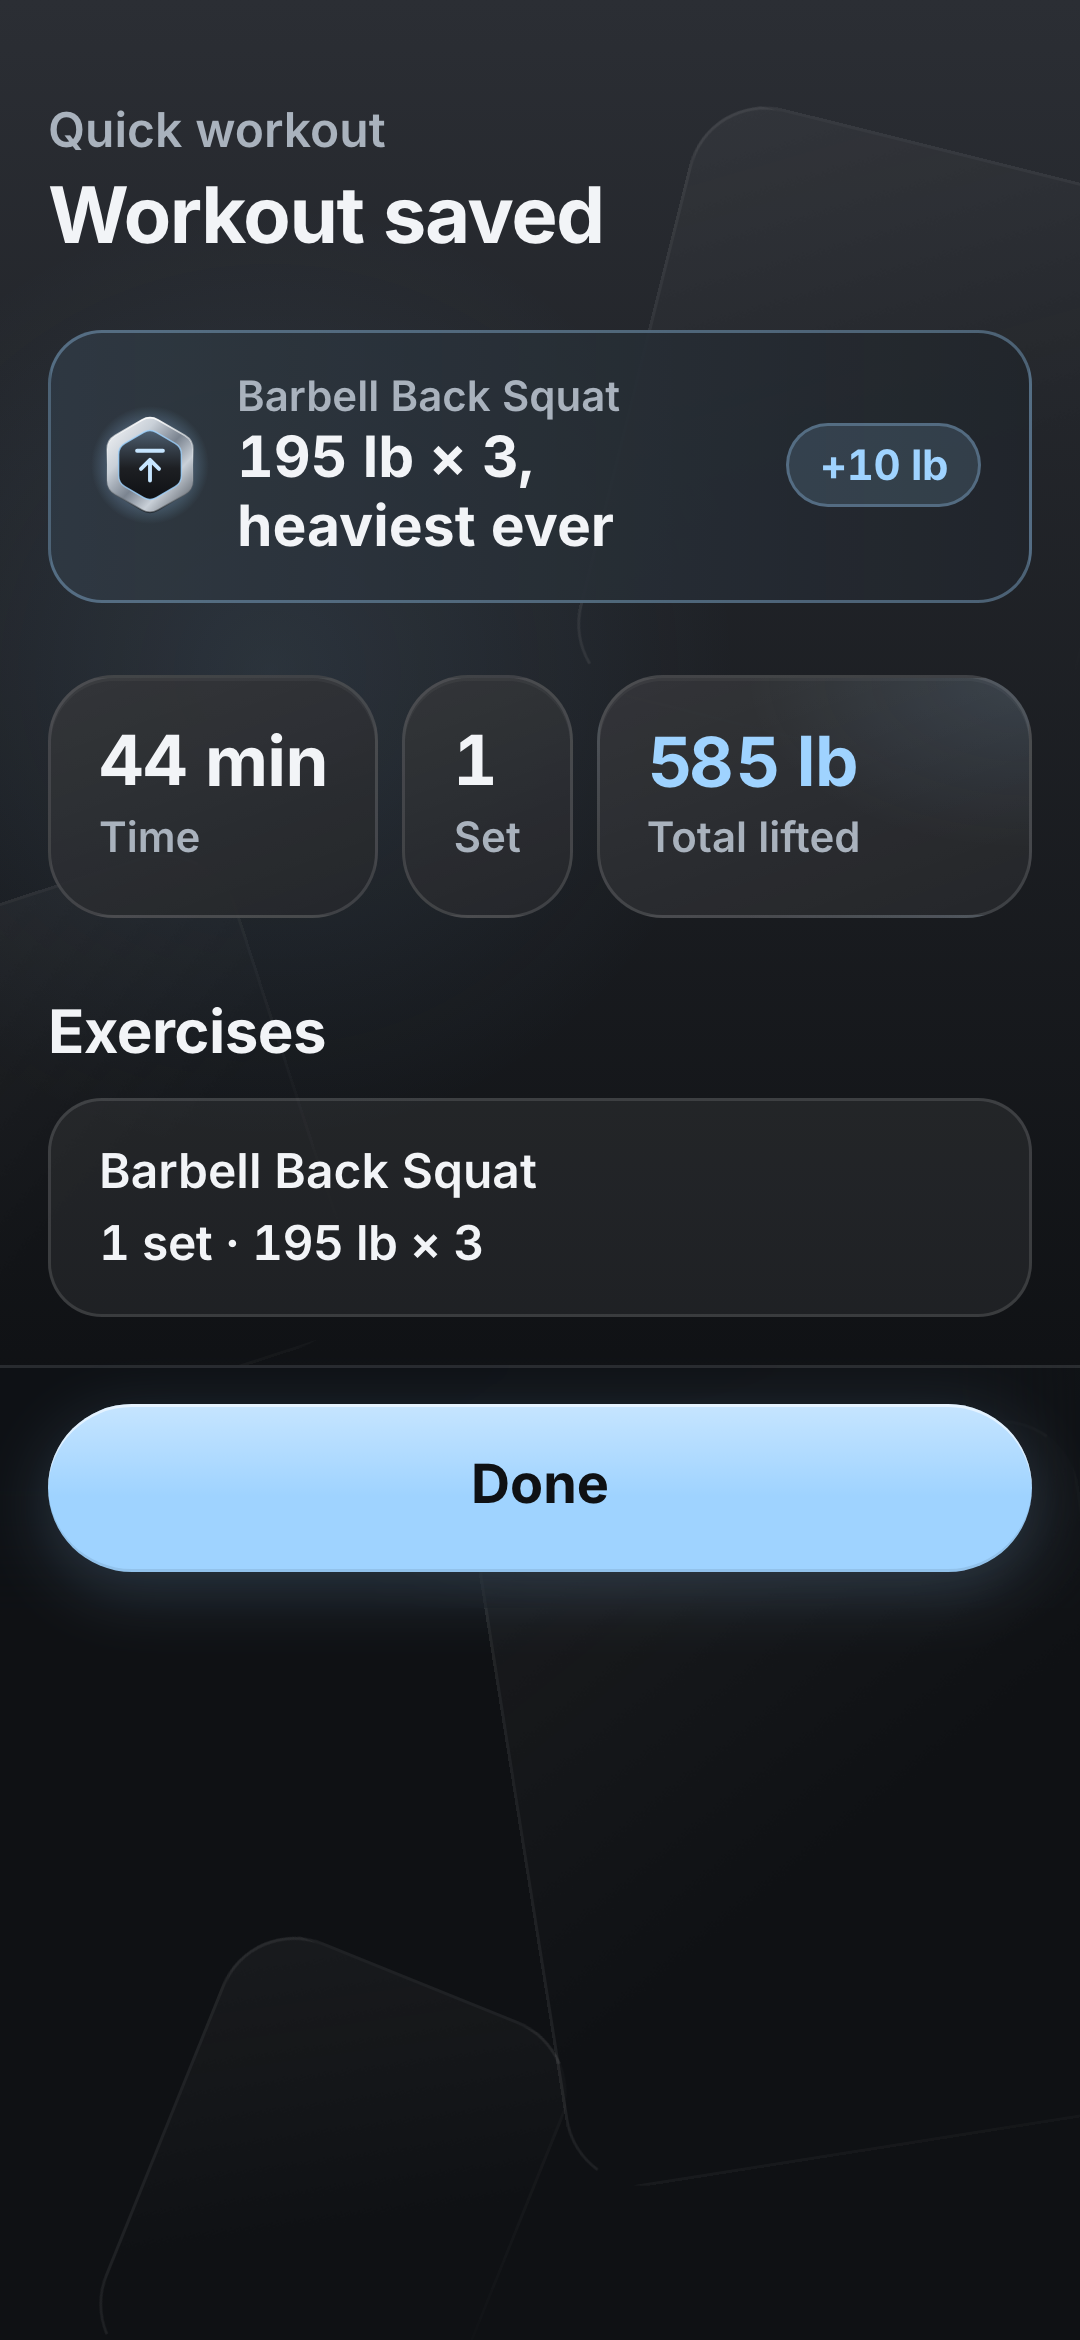 Quick workout
Workout saved
Barbell Back Squat
195 lb × 3,
heaviest ever
+10 lb
44 min
Time
1
Set
585 lb
Total lifted
Exercises
Barbell Back Squat
1 set · 195 lb × 3
Done